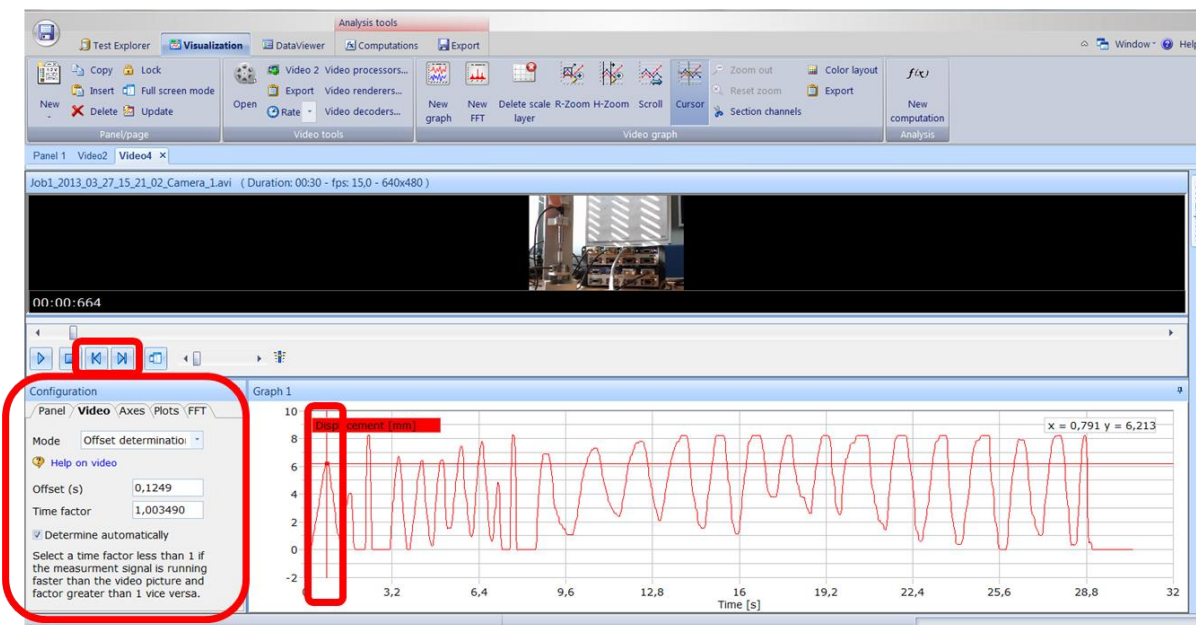 Analysis tools
Test Explorer Visualization DataViewer Computations Export Window Help
Copy Lock Video 2 Video processors... Zoom out Color layout f(x)
Insert Full screen mode Export Video renderers... Reset zoom Export
New Delete Update Open Rate Video decoders... New graph New FFT Delete scale layer R-Zoom H-Zoom Scroll Cursor Section channels New computation
Panel/page Video tools Video graph Analysis
Panel 1 Video2 Video4 ×
Job1_2013_03_27_15_21_02_Camera_1.avi ( Duration: 00:30 - fps: 15,0 - 640x480 )
00:00:664
Configuration
Panel Video Axes Plots FFT
Mode Offset determinatio
Help on video
Offset (s) 0,1249
Time factor 1,003490
Determine automatically
Select a time factor less than 1 if
the measurment signal is running
faster than the video picture and
factor greater than 1 vice versa.
Graph 1
Displacement [mm]
x = 0,791 y = 6,213
10
8
6
4
2
0
-2
3,2 6,4 9,6 12,8 16 19,2 22,4 25,6 28,8 32
Time [s]